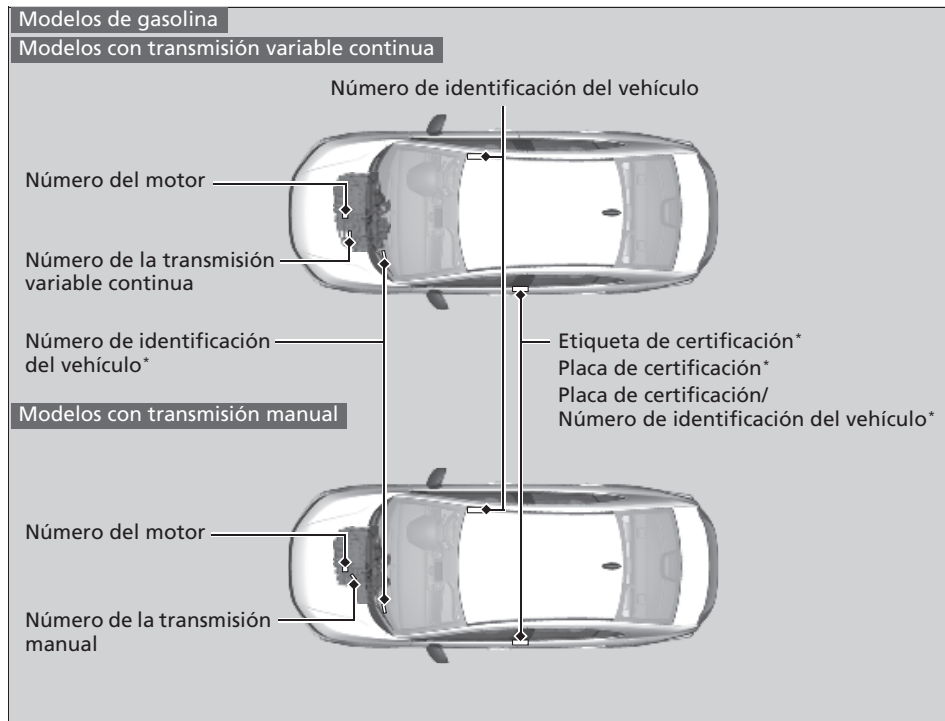 Modelos de gasolina
Modelos con transmisión variable continua
Número de identificación del vehículo
Número del motor
Número de la transmisión
variable continua
Número de identificación
del vehículo*
Etiqueta de certificación*
Placa de certificación*
Placa de certificación/
Número de identificación del vehículo*
Modelos con transmisión manual
Número del motor
Número de la transmisión
manual